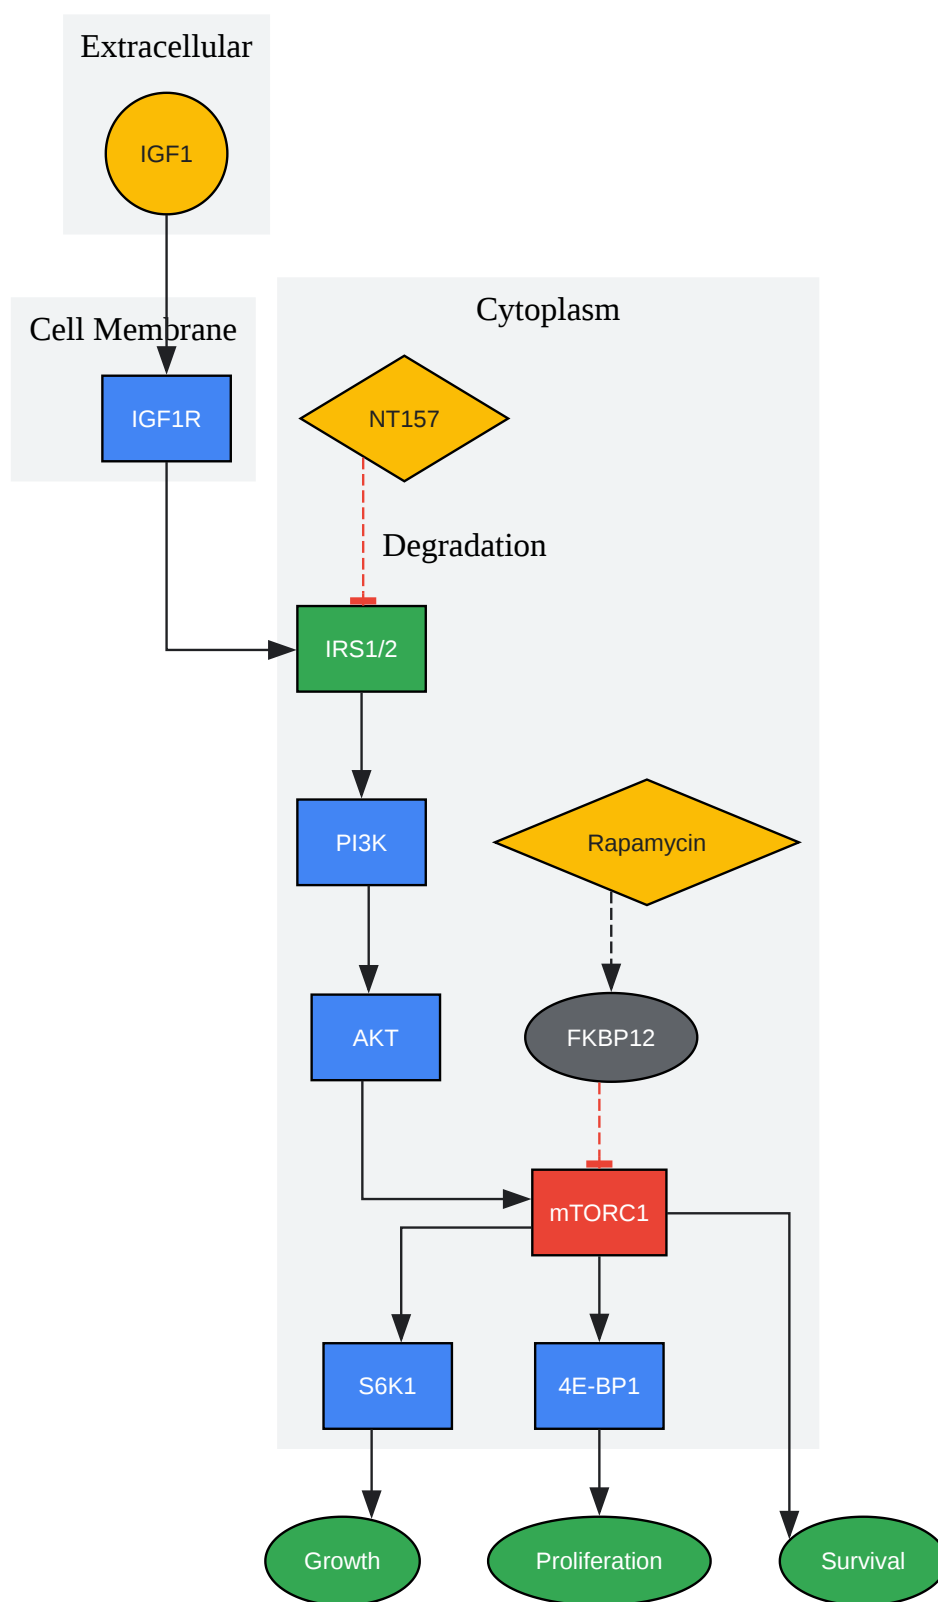 Extracellular
IGF1
Cell Membrane
IGF1R
Cytoplasm
NT157
Degradation
IRS1/2
PI3K
Rapamycin
AKT
FKBP12
mTORC1
S6K1
4E-BP1
Growth
Proliferation
Survival